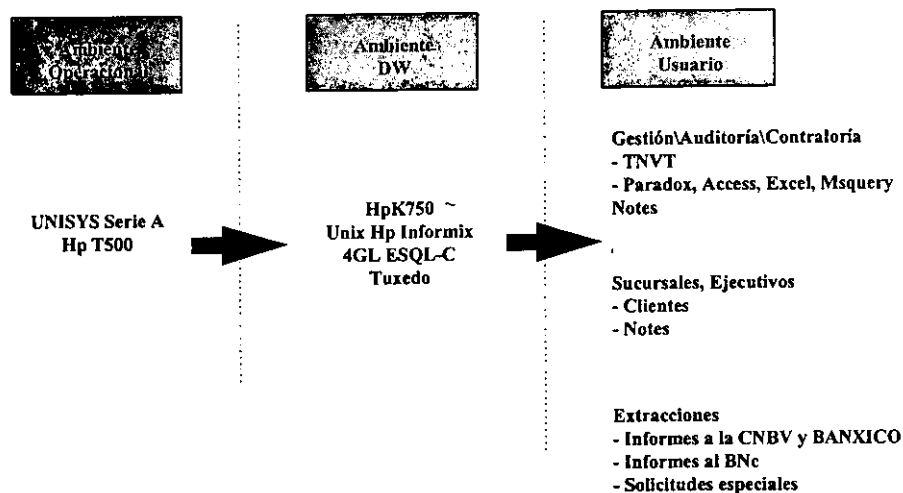 Ambiente
Operacional
Ambiente
DW
Ambiente
Usuario
UNISYS Serie A
Hp T500
HpK750 ~
Unix Hp Informix
4GL ESQL-C
Tuxedo
Gestión\Auditoría\Contraloría
- TNVT
- Paradox, Access, Excel, Msquery
Notes
Sucursales, Ejecutivos
- Clientes
- Notes
Extracciones
- Informes a la CNBV y BANXICO
- Informes al BNc
- Solicitudes especiales